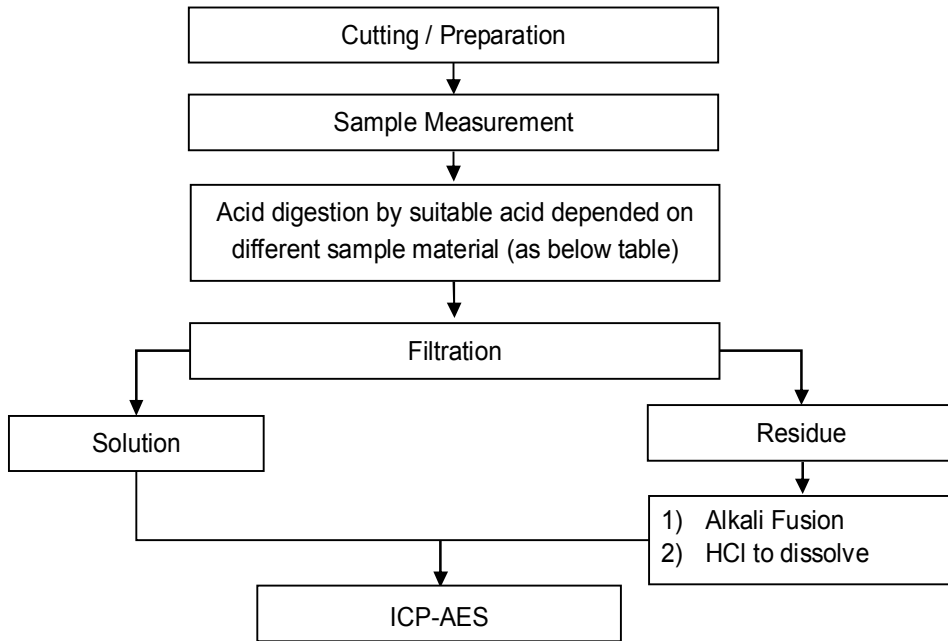 Cutting / Preparation
Sample Measurement
Acid digestion by suitable acid depended on
different sample material (as below table)
Filtration
Solution
Residue
1) Alkali Fusion
2) HCl to dissolve
ICP-AES